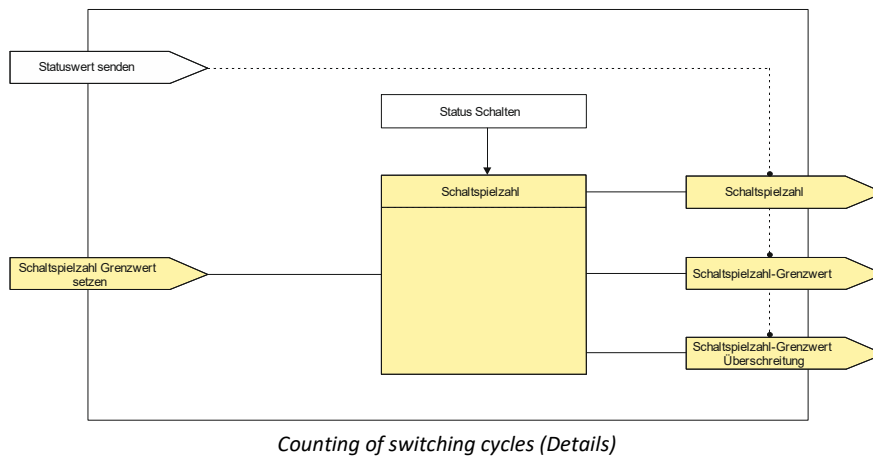 Statuswert senden
Status Schalten
Schaltspielzahl
Schaltspielzahl
Schaltspielzahl Grenzwert
setzen
Schaltspielzahl-Grenzwert
Schaltspielzahl-Grenzwert
Überschreitung
Counting of switching cycles (Details)